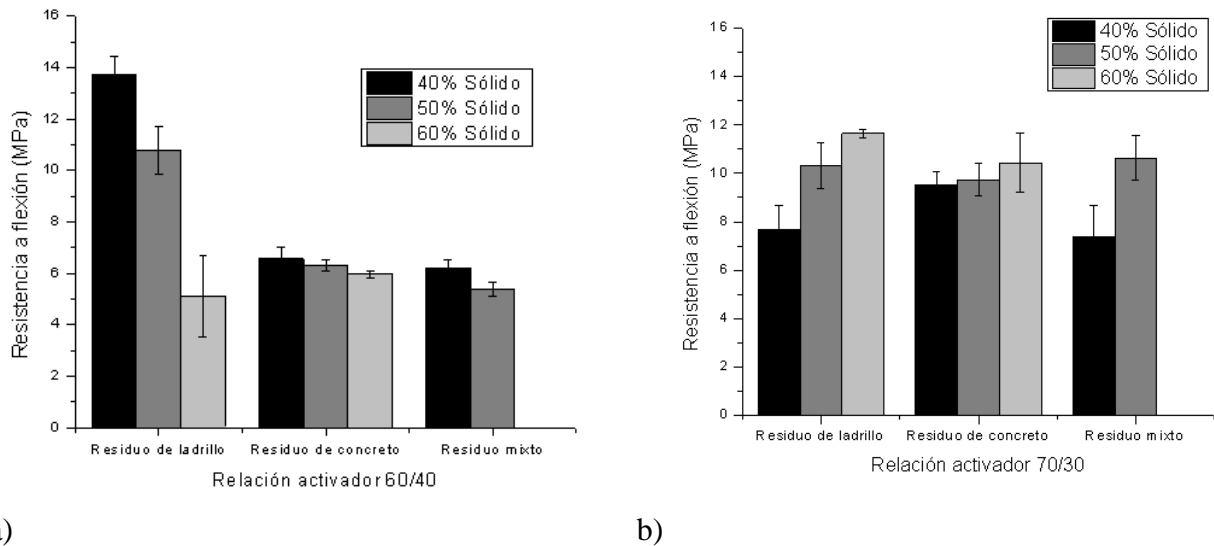 Resistencia a flexión (MPa)
16
14
12
10
8
6
4
2
0
40% Sólido
50% Sólido
60% Sólido
Residuo de ladrillo
Residuo de concreto
Residuo mixto
Relación activador 60/40
a)
Resistencia a flexión (MPa)
16
14
12
10
8
6
4
2
0
40% Sólido
50% Sólido
60% Sólido
Residuo de ladrillo
Residuo de concreto
Residuo mixto
Relación activador 70/30
b)